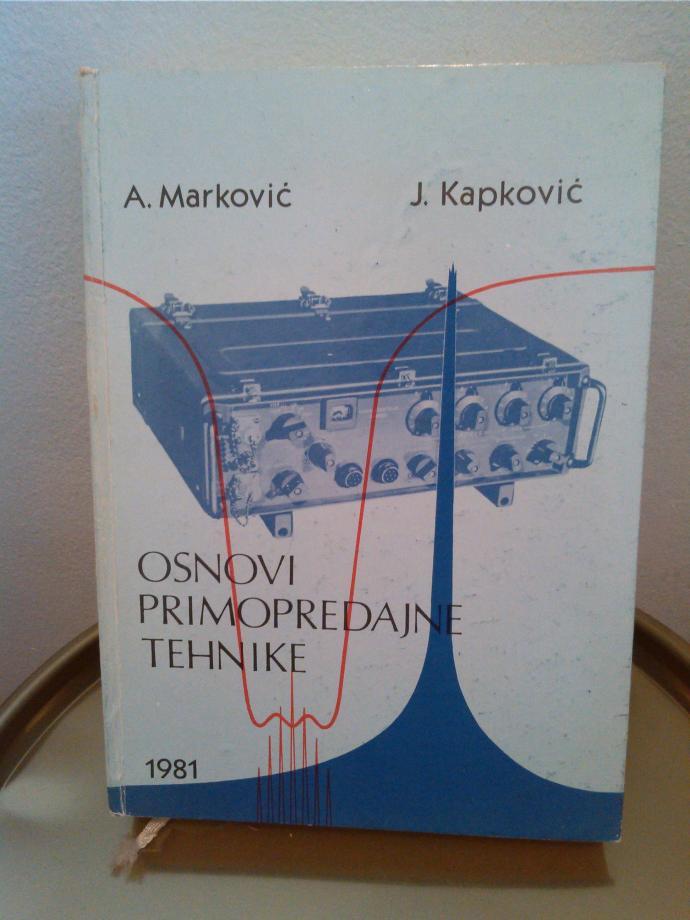 A. Marković
J. Kapković
OSNOVI
PRIMOPREDAJNE
TEHNIKE
1981